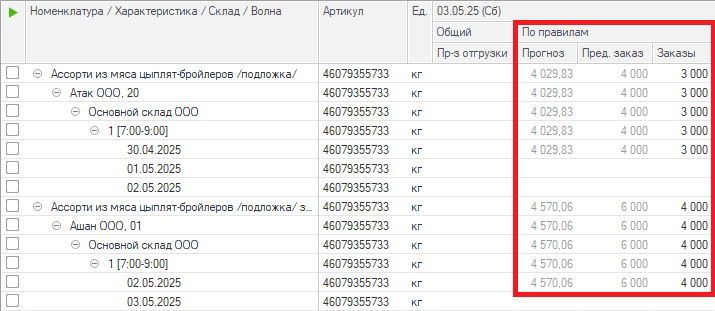 Номенклатура / Характеристика / Склад / Волна Артикул Ед. 03.05.25 (Сб)
Общий По правилам
Пр-з отгрузки Прогноз Пред. заказ Заказы
Ассорти из мяса цыплят-бройлеров /подложка/ 46079355733 кг 4 029,83 4 000 3 000
Атак ООО, 20 46079355733 кг 4 029,83 4 000 3 000
Основной склад ООО 46079355733 кг 4 029,83 4 000 3 000
1 [7:00-9:00] 46079355733 кг 4 029,83 4 000 3 000
30.04.2025 46079355733 кг 4 029,83 4 000 3 000
01.05.2025 46079355733 кг
02.05.2025 46079355733 кг
Ассорти из мяса цыплят-бройлеров /подложка/ з... 46079355733 кг 4 570,06 6 000 4 000
Ашан ООО, 01 46079355733 кг 4 570,06 6 000 4 000
Основной склад ООО 46079355733 кг 4 570,06 6 000 4 000
1 [7:00-9:00] 46079355733 кг 4 570,06 6 000 4 000
02.05.2025 46079355733 кг 4 570,06 6 000 4 000
03.05.2025 46079355733 кг